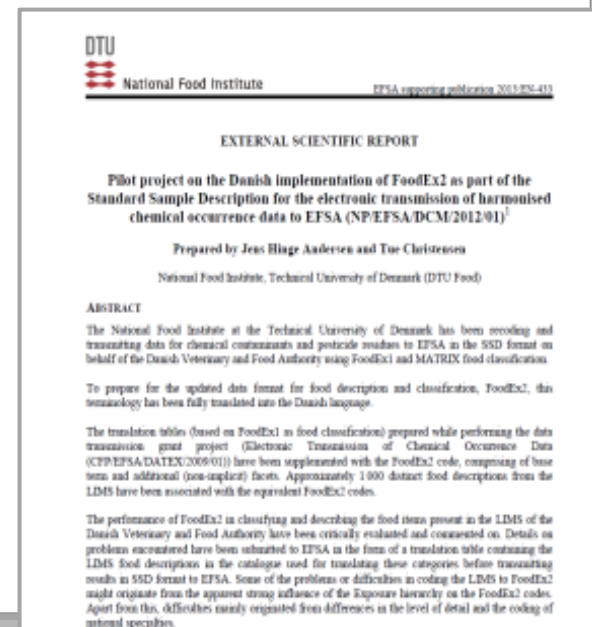 DTU
National Food Institute
EFSA supporting publication 2013:EN-433
EXTERNAL SCIENTIFIC REPORT
Pilot project on the Danish implementation of FoodEx2 as part of the
Standard Sample Description for the electronic transmission of harmonised
chemical occurrence data to EFSA (NP/EFSA/DCM/2012/01)1
Prepared by Jens Hinge Andersen and Tue Christensen
National Food Institute, Technical University of Denmark (DTU Food)
ABSTRACT
The National Food Institute at the Technical University of Denmark has been recoding and
transmitting data for chemical contaminants and pesticide residues to EFSA in the SSD format on
behalf of the Danish Veterinary and Food Authority using FoodEx1 and MATRIX food classification.
To prepare for the updated data format for food description and classification, FoodEx2, this
terminology has been fully translated into the Danish language.
The translation tables (based on FoodEx1 as food classification) prepared while performing the data
transmission grant project (Electronic Transmission of Chemical Occurrence Data
(CFP/EFSA/DATEX/2009/01)) have been supplemented with the FoodEx2 code, comprising of base
term and additional (non-implicit) facets. Approximately 1000 distinct food descriptions from the
LIMS have been associated with the equivalent FoodEx2 codes.
The performance of FoodEx2 in classifying and describing the food items present in the LIMS of the
Danish Veterinary and Food Authority have been critically evaluated and commented on. Details on
problems encountered have been submitted to EFSA in the form of a translation table containing the
LIMS food descriptions in the catalogue used for translating these categories before transmitting
results in SSD format to EFSA. Some of the problems or difficulties in coding the LIMS to FoodEx2
might originate from the apparent strong influence of the Exposure hierarchy on the FoodEx2 codes.
Apart from this, difficulties mainly originated from differences in the level of detail and the coding of
national specialties.